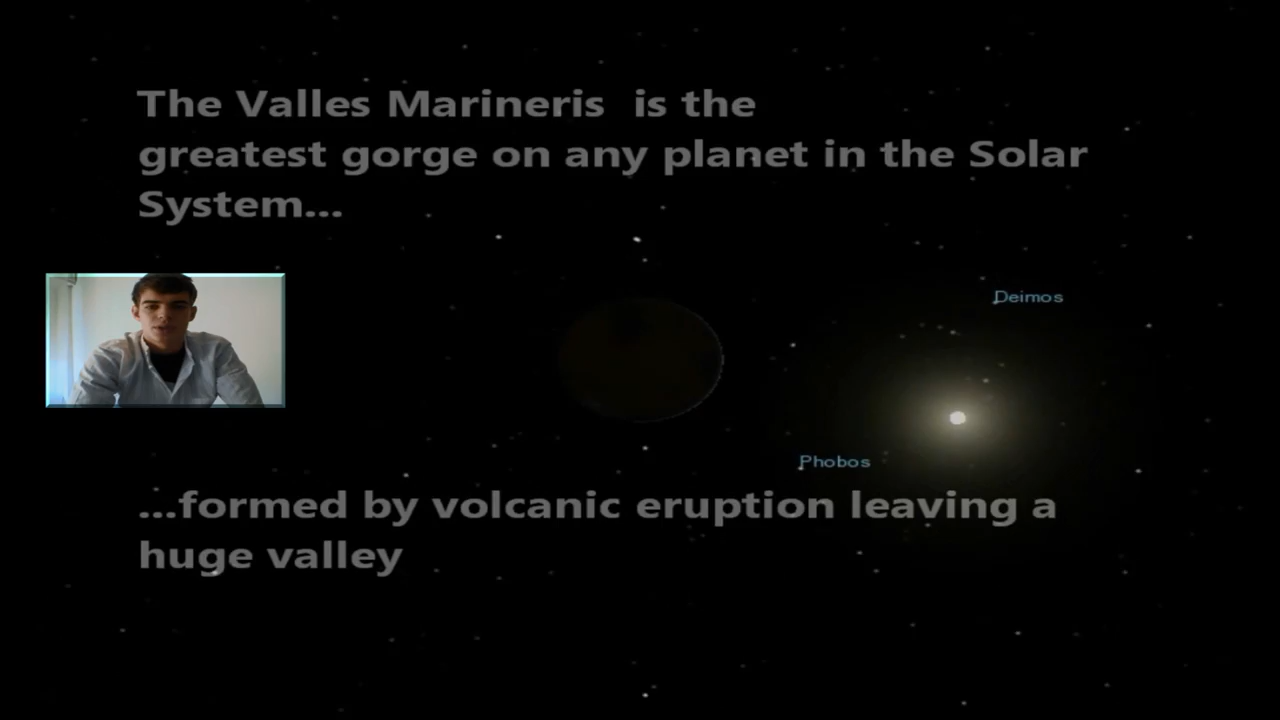 The Valles Marineris  is the
greatest gorge on any planet in the Solar
System...
Deimos
Phobos
...formed by volcanic eruption leaving a
huge valley